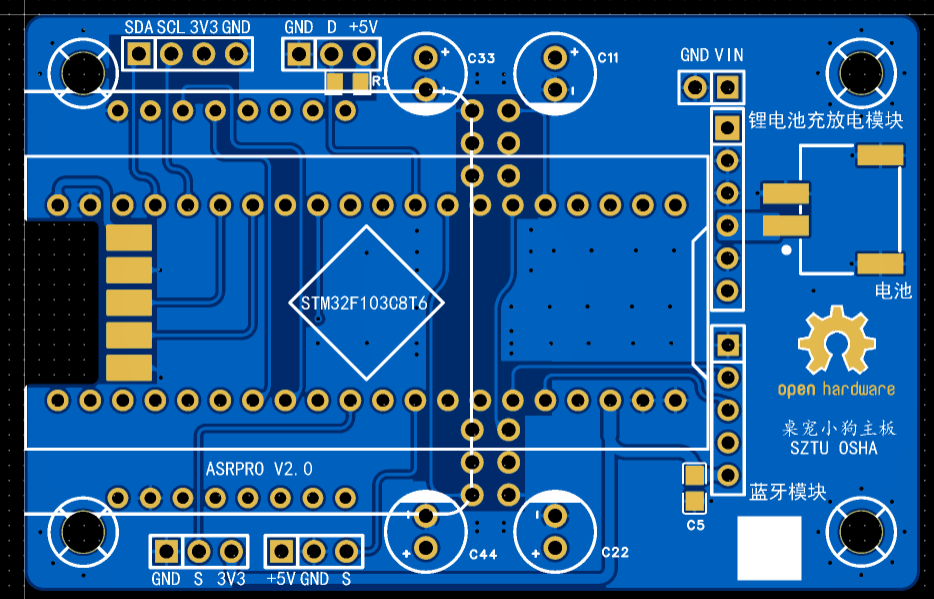 SDA SCL 3V3 GND
GND D +5V
C33
C11
GND VIN
锂电池充放电模块
STM32F103C8T6
电池
open hardware
桌宠小狗主板
SZTU OSHA
ASRPRO V2.0
蓝牙模块
C5
C44
C22
GND S 3V3
+5V GND S